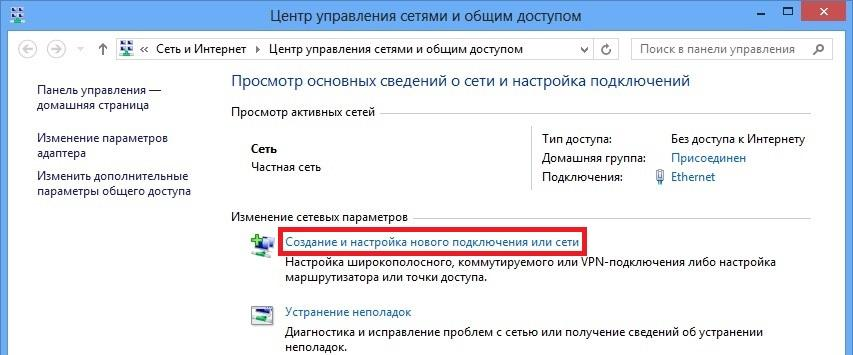 Центр управления сетями и общим доступом
« Сеть и Интернет Центр управления сетями и общим доступом
Поиск в панели управления
Панель управления —
домашняя страница
Изменение параметров
адаптера
Изменить дополнительные
параметры общего доступа
Просмотр основных сведений о сети и настройка подключений
Просмотр активных сетей
Сеть
Частная сеть
Тип доступа: Без доступа к Интернету
Домашняя группа: Присоединен
Подключения: Ethernet
Изменение сетевых параметров
Создание и настройка нового подключения или сети
Настройка широкополосного, коммутируемого или VPN-подключения либо настройка
маршрутизатора или точки доступа.
Устранение неполадок
Диагностика и исправление проблем с сетью или получение сведений об устранении
неполадок.